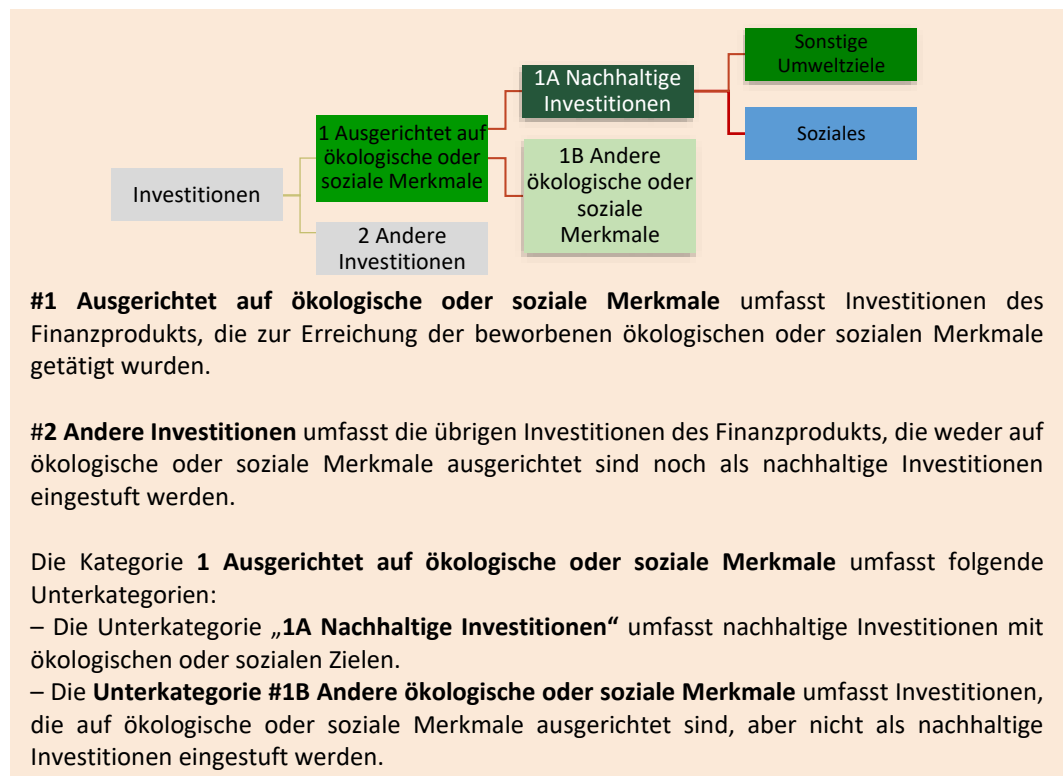 Sonstige
Umweltziele
1A Nachhaltige
Investitionen
Soziales
1 Ausgerichtet auf
ökologische oder
soziale Merkmale
1B Andere
ökologische oder
soziale
Merkmale
Investitionen
2 Andere
Investitionen
#1 Ausgerichtet auf ökologische oder soziale Merkmale umfasst Investitionen des
Finanzprodukts, die zur Erreichung der beworbenen ökologischen oder sozialen Merkmale
getätigt wurden.
#2 Andere Investitionen umfasst die übrigen Investitionen des Finanzprodukts, die weder auf
ökologische oder soziale Merkmale ausgerichtet sind noch als nachhaltige Investitionen
eingestuft werden.
Die Kategorie 1 Ausgerichtet auf ökologische oder soziale Merkmale umfasst folgende
Unterkategorien:
– Die Unterkategorie „1A Nachhaltige Investitionen“ umfasst nachhaltige Investitionen mit
ökologischen oder sozialen Zielen.
– Die Unterkategorie #1B Andere ökologische oder soziale Merkmale umfasst Investitionen,
die auf ökologische oder soziale Merkmale ausgerichtet sind, aber nicht als nachhaltige
Investitionen eingestuft werden.